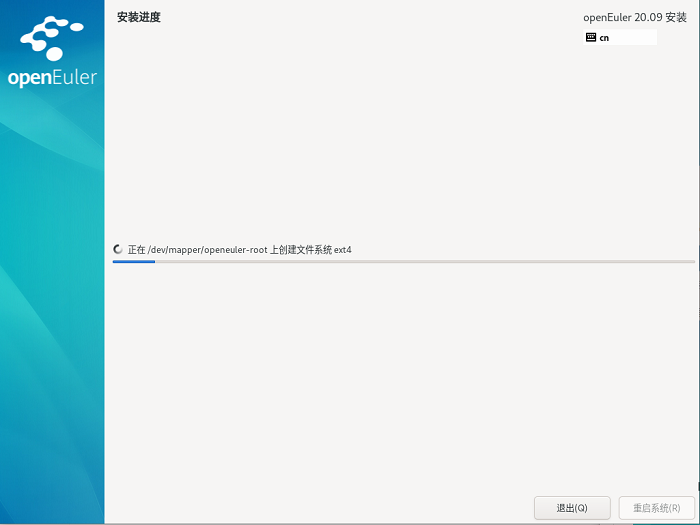 openEuler
安装进度
openEuler 20.09 安装
cn
正在 /dev/mapper/openeuler-root 上创建文件系统 ext4
退出(Q)
重启系统(R)